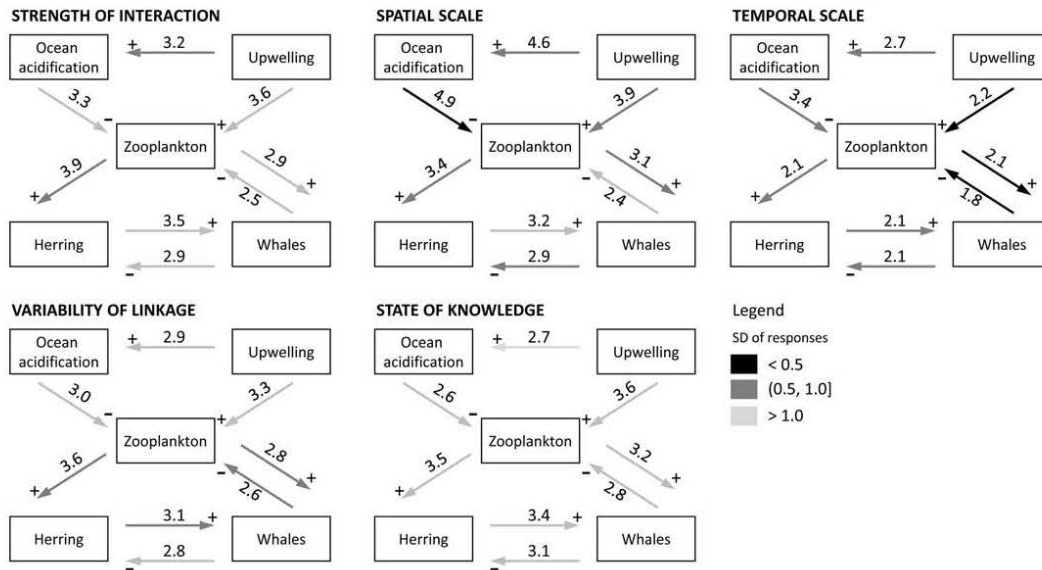 STRENGTH OF INTERACTION
Ocean
acidification
+ 3.2
Upwelling
3.3
3.6
-
+
Zooplankton
3.9
2.9
+
-
2.5
+
Herring
3.5 +
2.9
-
Whales
SPATIAL SCALE
Ocean
acidification
+ 4.6
Upwelling
4.9
3.9
-
+
Zooplankton
3.4
3.1
+
-
2.4
+
Herring
3.2 +
2.9
-
Whales
TEMPORAL SCALE
Ocean
acidification
+ 2.7
Upwelling
3.4
2.2
-
+
Zooplankton
2.1
2.1
+
-
1.8
+
Herring
2.1 +
2.1
-
Whales
VARIABILITY OF LINKAGE
Ocean
acidification
+ 2.9
Upwelling
3.0
3.3
-
+
Zooplankton
3.6
2.8
+
-
2.6
+
Herring
3.1 +
2.8
-
Whales
STATE OF KNOWLEDGE
Ocean
acidification
+ 2.7
Upwelling
2.6
3.6
-
+
Zooplankton
3.5
3.2
+
-
2.8
+
Herring
3.4 +
3.1
-
Whales
Legend
SD of responses
< 0.5
(0.5, 1.0]
> 1.0